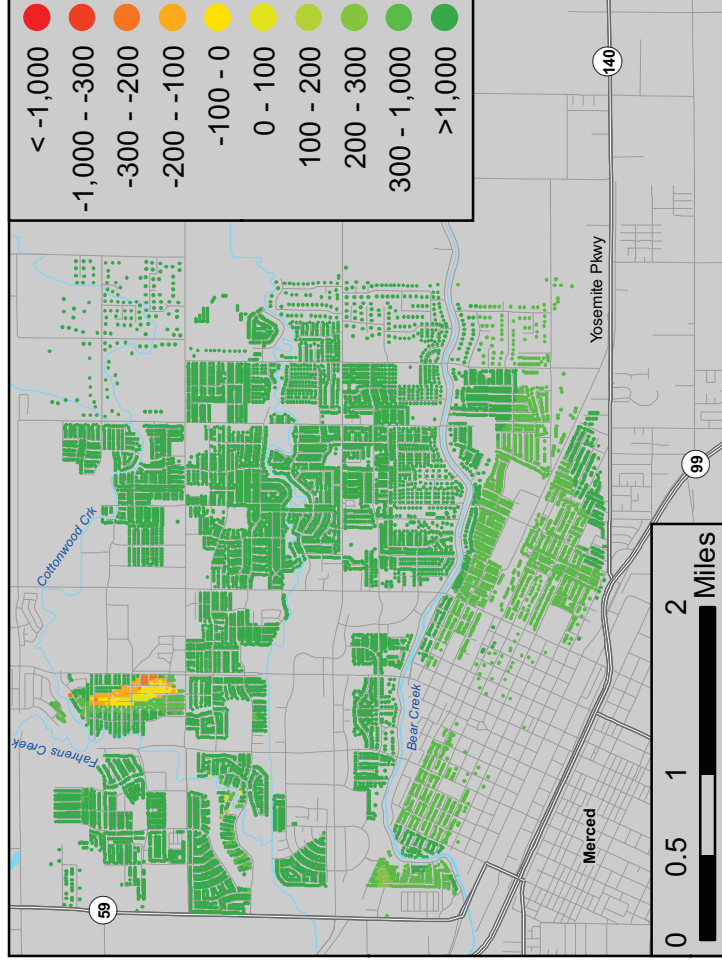 < -1,000
-1,000 - -300
-300 - -200
-200 - -100
-100 - 0
0 - 100
100 - 200
200 - 300
300 - 1,000
>1,000
Cottonwood Crk
Fahrens Creek
59
Bear Creek
140
Yosemite Pkwy
99
Merced
0 0.5 1 2
Miles